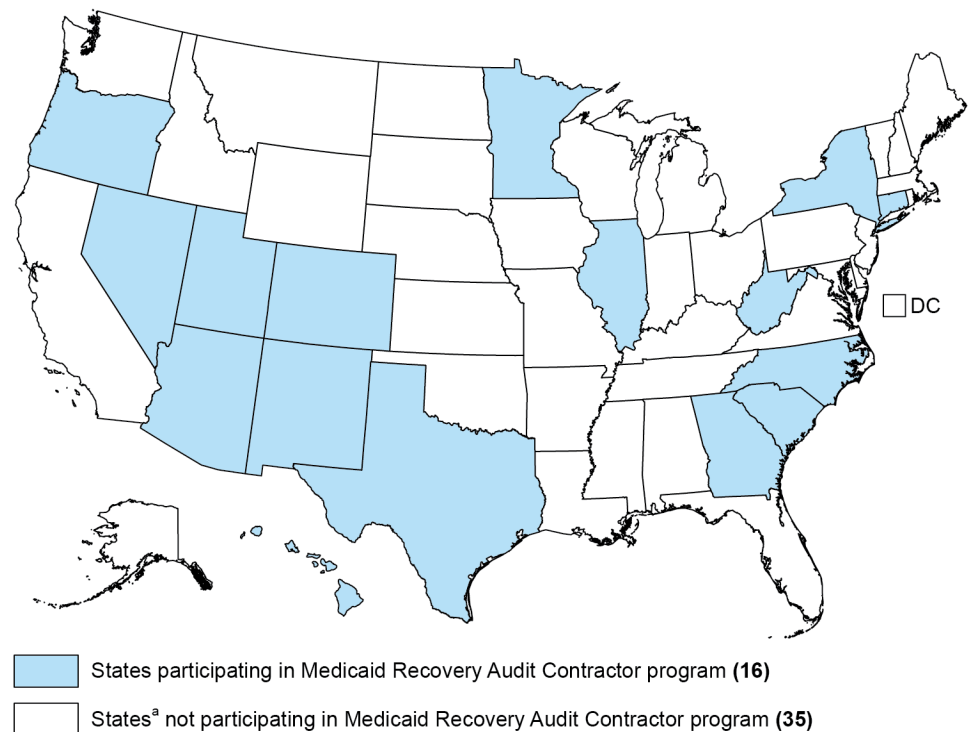 DC
States participating in Medicaid Recovery Audit Contractor program (16)
Statesᵃ not participating in Medicaid Recovery Audit Contractor program (35)